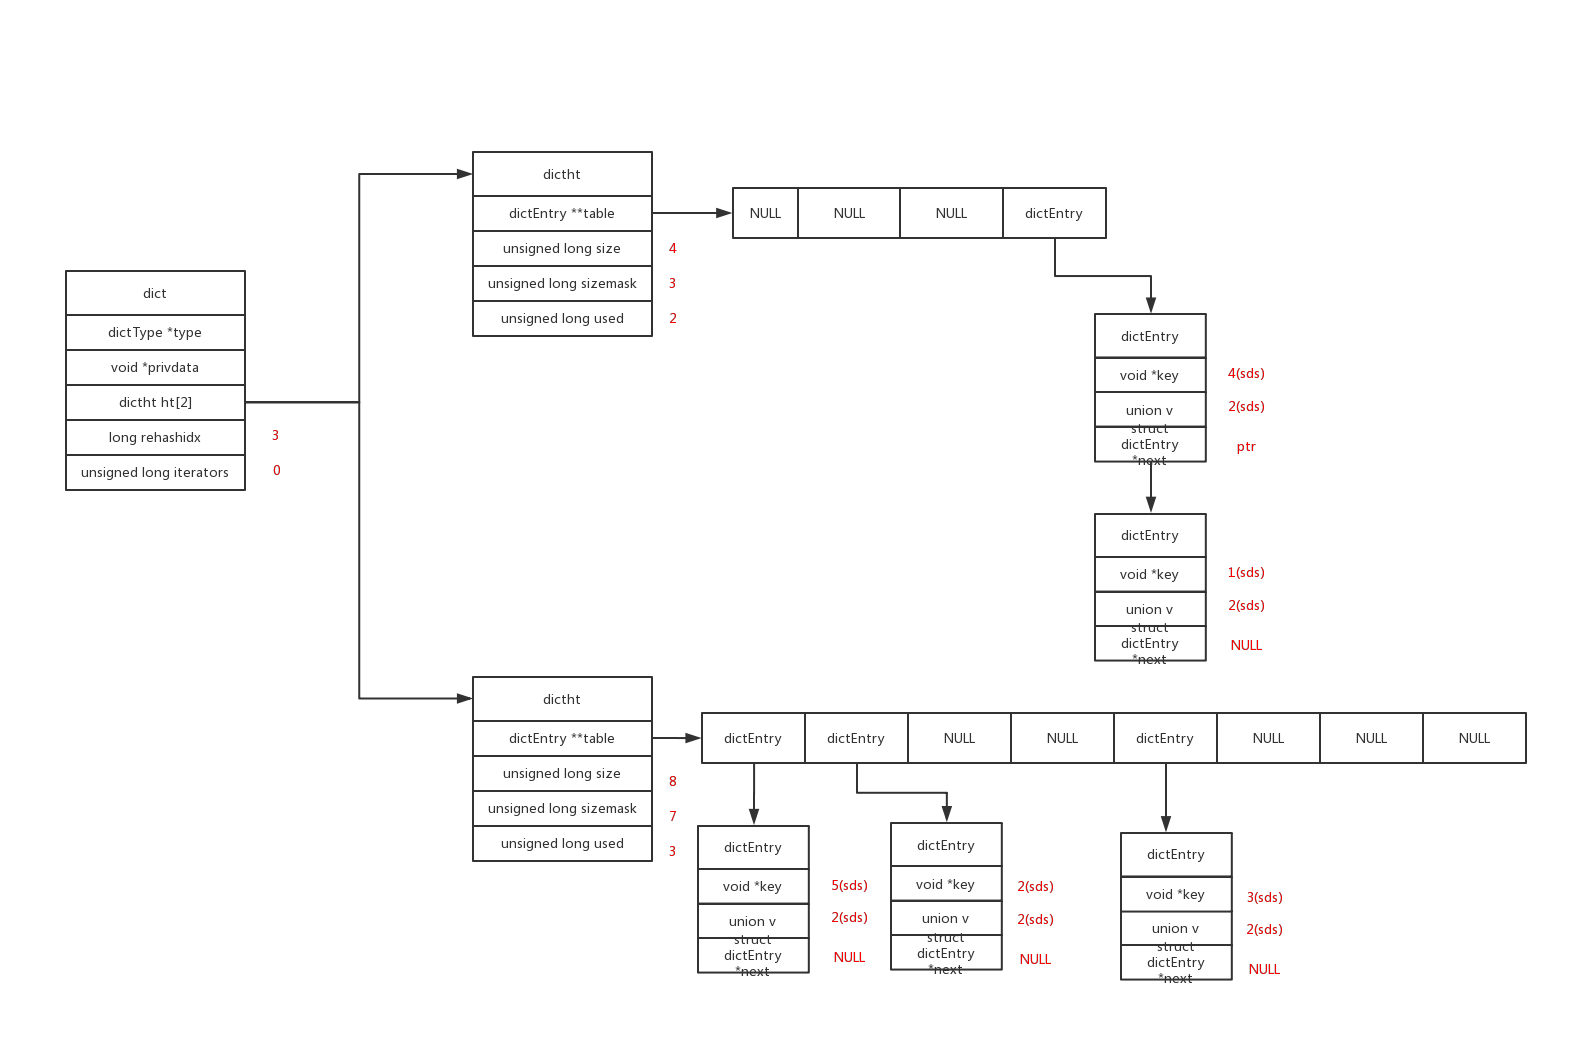 dict
dictType *type
void *privdata
dictht ht[2]
long rehashidx
3
unsigned long iterators
0
dictht
dictEntry **table
unsigned long size
4
unsigned long sizemask
3
unsigned long used
2
NULL
NULL
NULL
dictEntry
dictEntry
void *key
4(sds)
union v
2(sds)
struct
dictEntry
*next
ptr
dictEntry
void *key
1(sds)
union v
2(sds)
struct
dictEntry
*next
NULL
dictht
dictEntry **table
unsigned long size
8
unsigned long sizemask
7
unsigned long used
3
dictEntry
dictEntry
NULL
NULL
dictEntry
NULL
NULL
NULL
dictEntry
void *key
5(sds)
union v
2(sds)
struct
dictEntry
*next
NULL
dictEntry
void *key
2(sds)
union v
2(sds)
struct
dictEntry
*next
NULL
dictEntry
void *key
3(sds)
union v
2(sds)
struct
dictEntry
*next
NULL